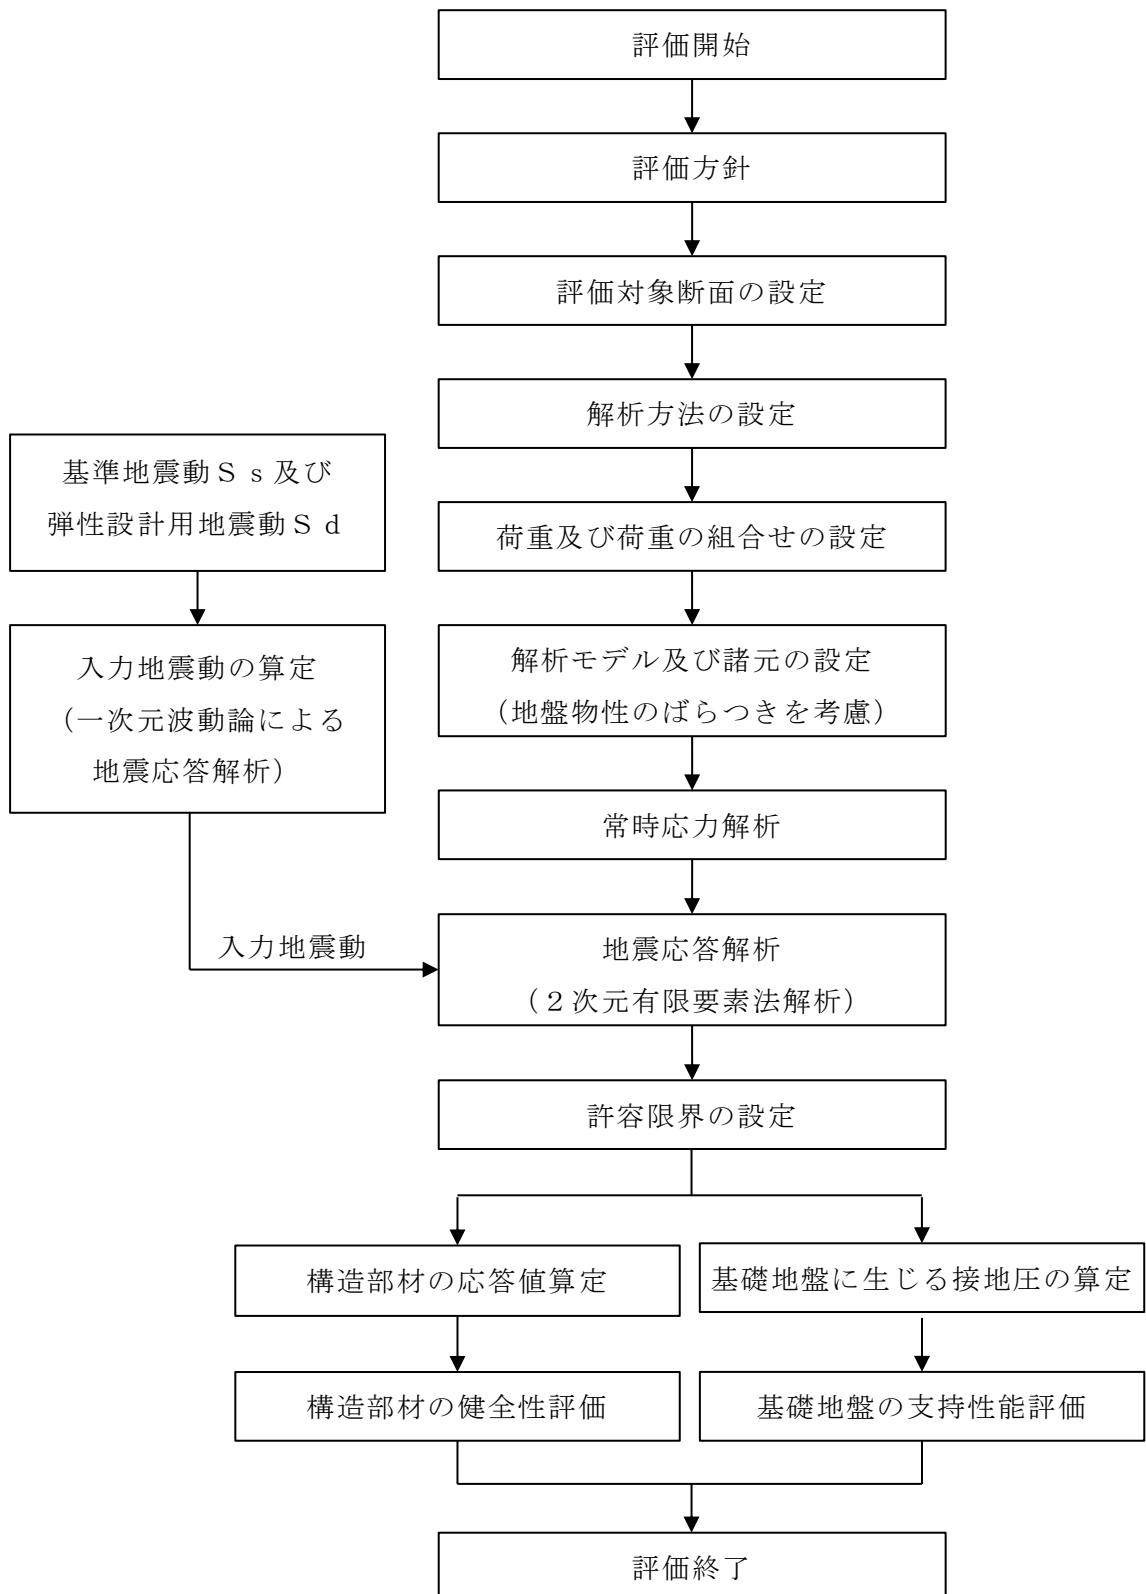 評価開始
評価方針
評価対象断面の設定
解析方法の設定
基準地震動Ｓｓ及び
弾性設計用地震動Ｓｄ
荷重及び荷重の組合せの設定
入力地震動の算定
（一次元波動論による
地震応答解析）
解析モデル及び諸元の設定
（地盤物性のばらつきを考慮）
常時応力解析
入力地震動
地震応答解析
（２次元有限要素法解析）
許容限界の設定
構造部材の応答値算定
基礎地盤に生じる接地圧の算定
構造部材の健全性評価
基礎地盤の支持性能評価
評価終了